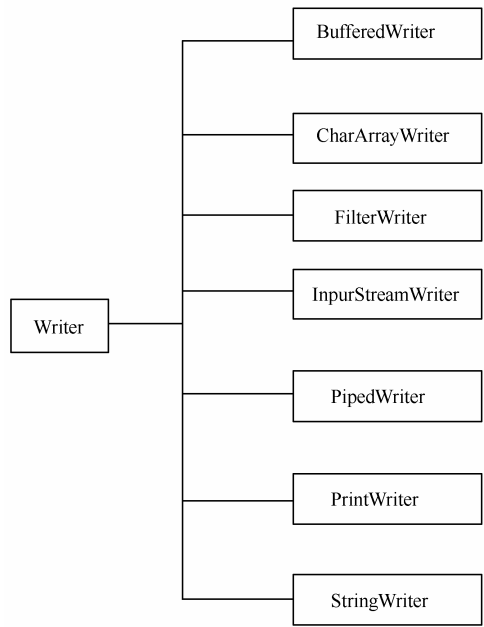 BufferedWriter
CharArrayWriter
FilterWriter
InpurStreamWriter
Writer
PipedWriter
PrintWriter
StringWriter